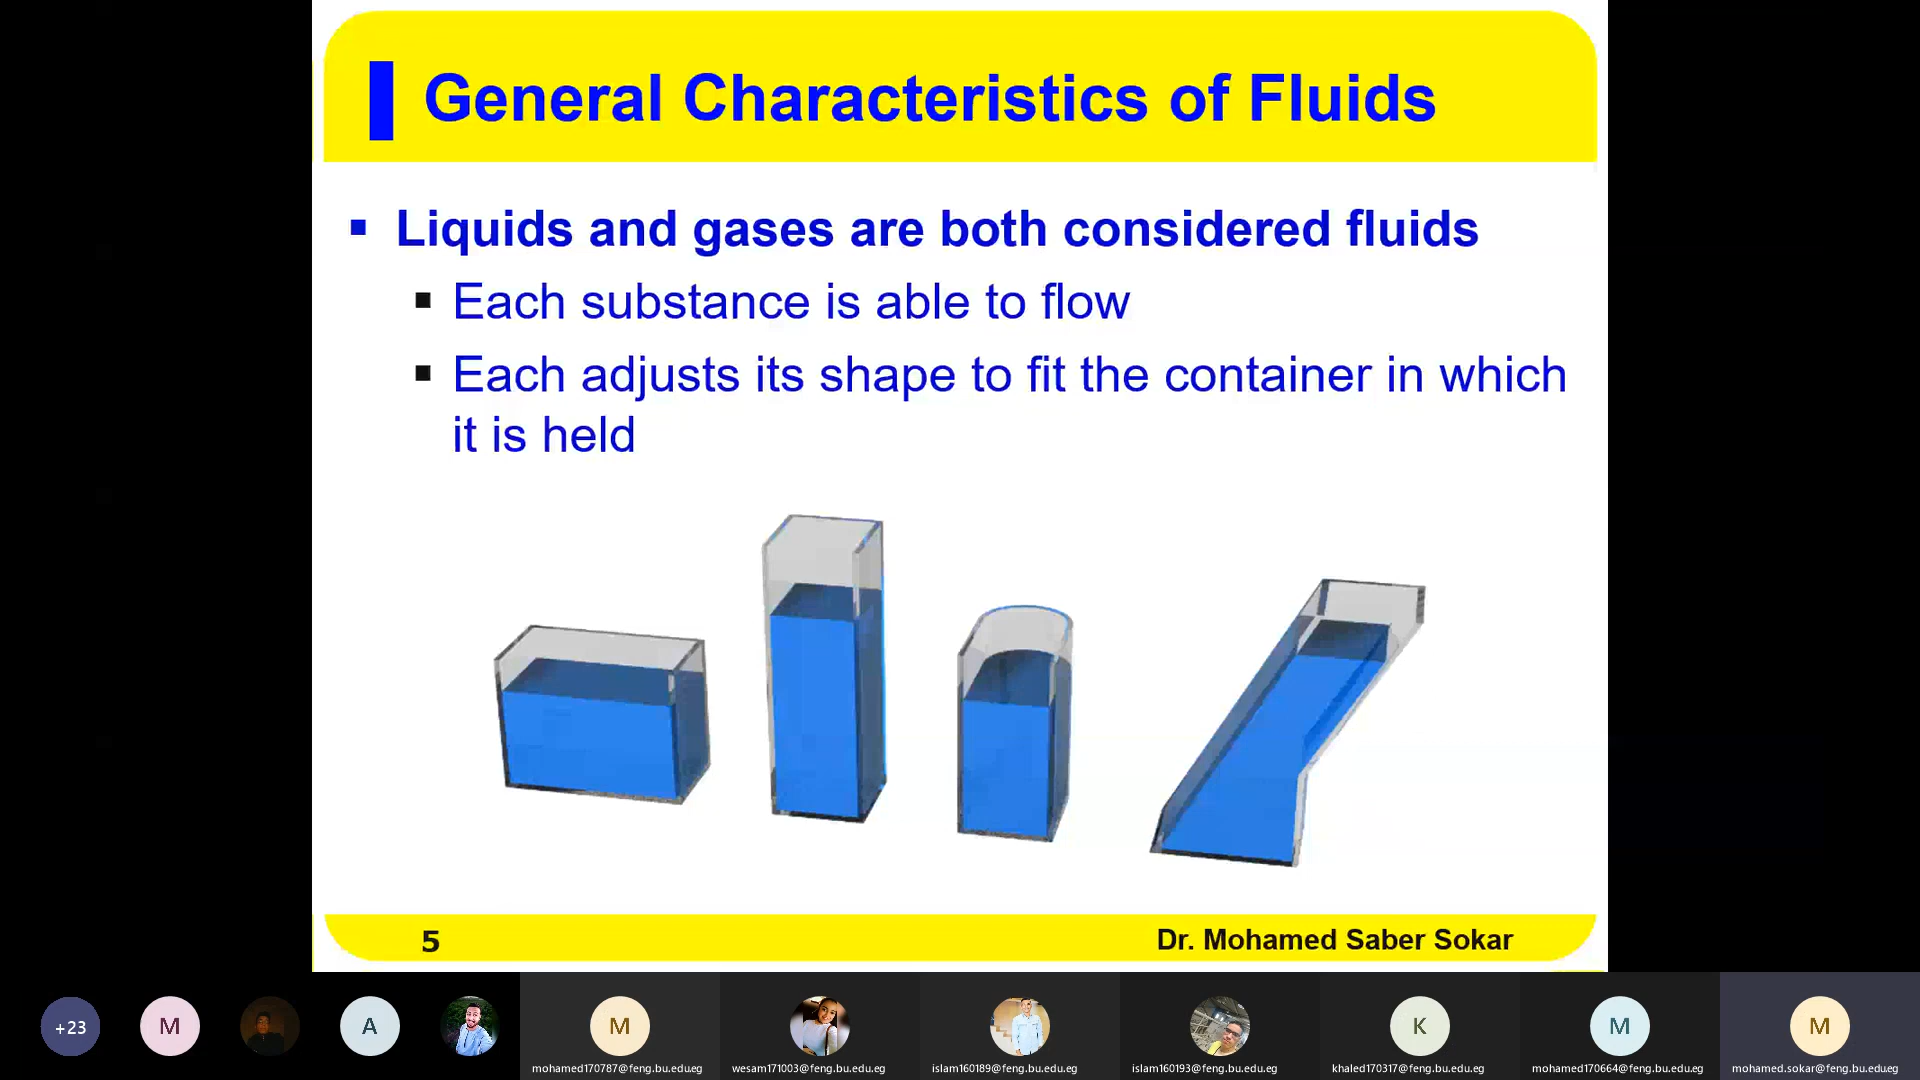 General Characteristics of Fluids
Liquids and gases are both considered fluids
Each substance is able to flow
Each adjusts its shape to fit the container in which
it is held
5
Dr. Mohamed Saber Sokar
+23
M
A
M
K
M
M
mohamed170787@feng.bu.edu.eg
wesam171003@feng.bu.edu.eg
islam160189@feng.bu.edu.eg
islam160193@feng.bu.edu.eg
khaled170317@feng.bu.edu.eg
mohamed170664@feng.bu.edu.eg
mohamed.sokar@feng.bu.edu.eg